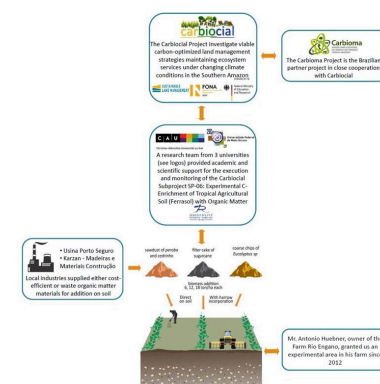 carbiocial
The Carbiocial Project investigate viable
carbon-optimized land management
strategies maintaining ecosystem
services under changing climate
conditions in the Southern Amazon
SUSTAINABLE
LAND MANAGEMENT
FONA
Carbioma
The Carbioma Project is the Brazilian
partner project in close cooperation
with Carbiocial
CAU
Universidade Federal
de Mato Grosso
A research team from 3 universities
(see logos) provided academic and
scientific support for the execution
and monitoring of the Carbiocial
Subproject SP-06: Experimental C-
Enrichment of Tropical Agricultural
Soil (Ferrasol) with Organic Matter
• Usina Porto Seguro
• Karzan - Madeiras e
Materiais Construção
Local industries supplied either cost-
efficient or waste organic matter
materials for addition on soil
sawdust of peroba
and cedrinho
filter cake of
sugarcane
coarse chips of
Eucalyptus sp
biomass addition
6, 12, 18 ton/ha each
Direct
on soil
With harrow
incorporation
Mr. Antonio Huebner, owner of the
Farm Rio Engano, granted us an
experimental area in his farm since
2012